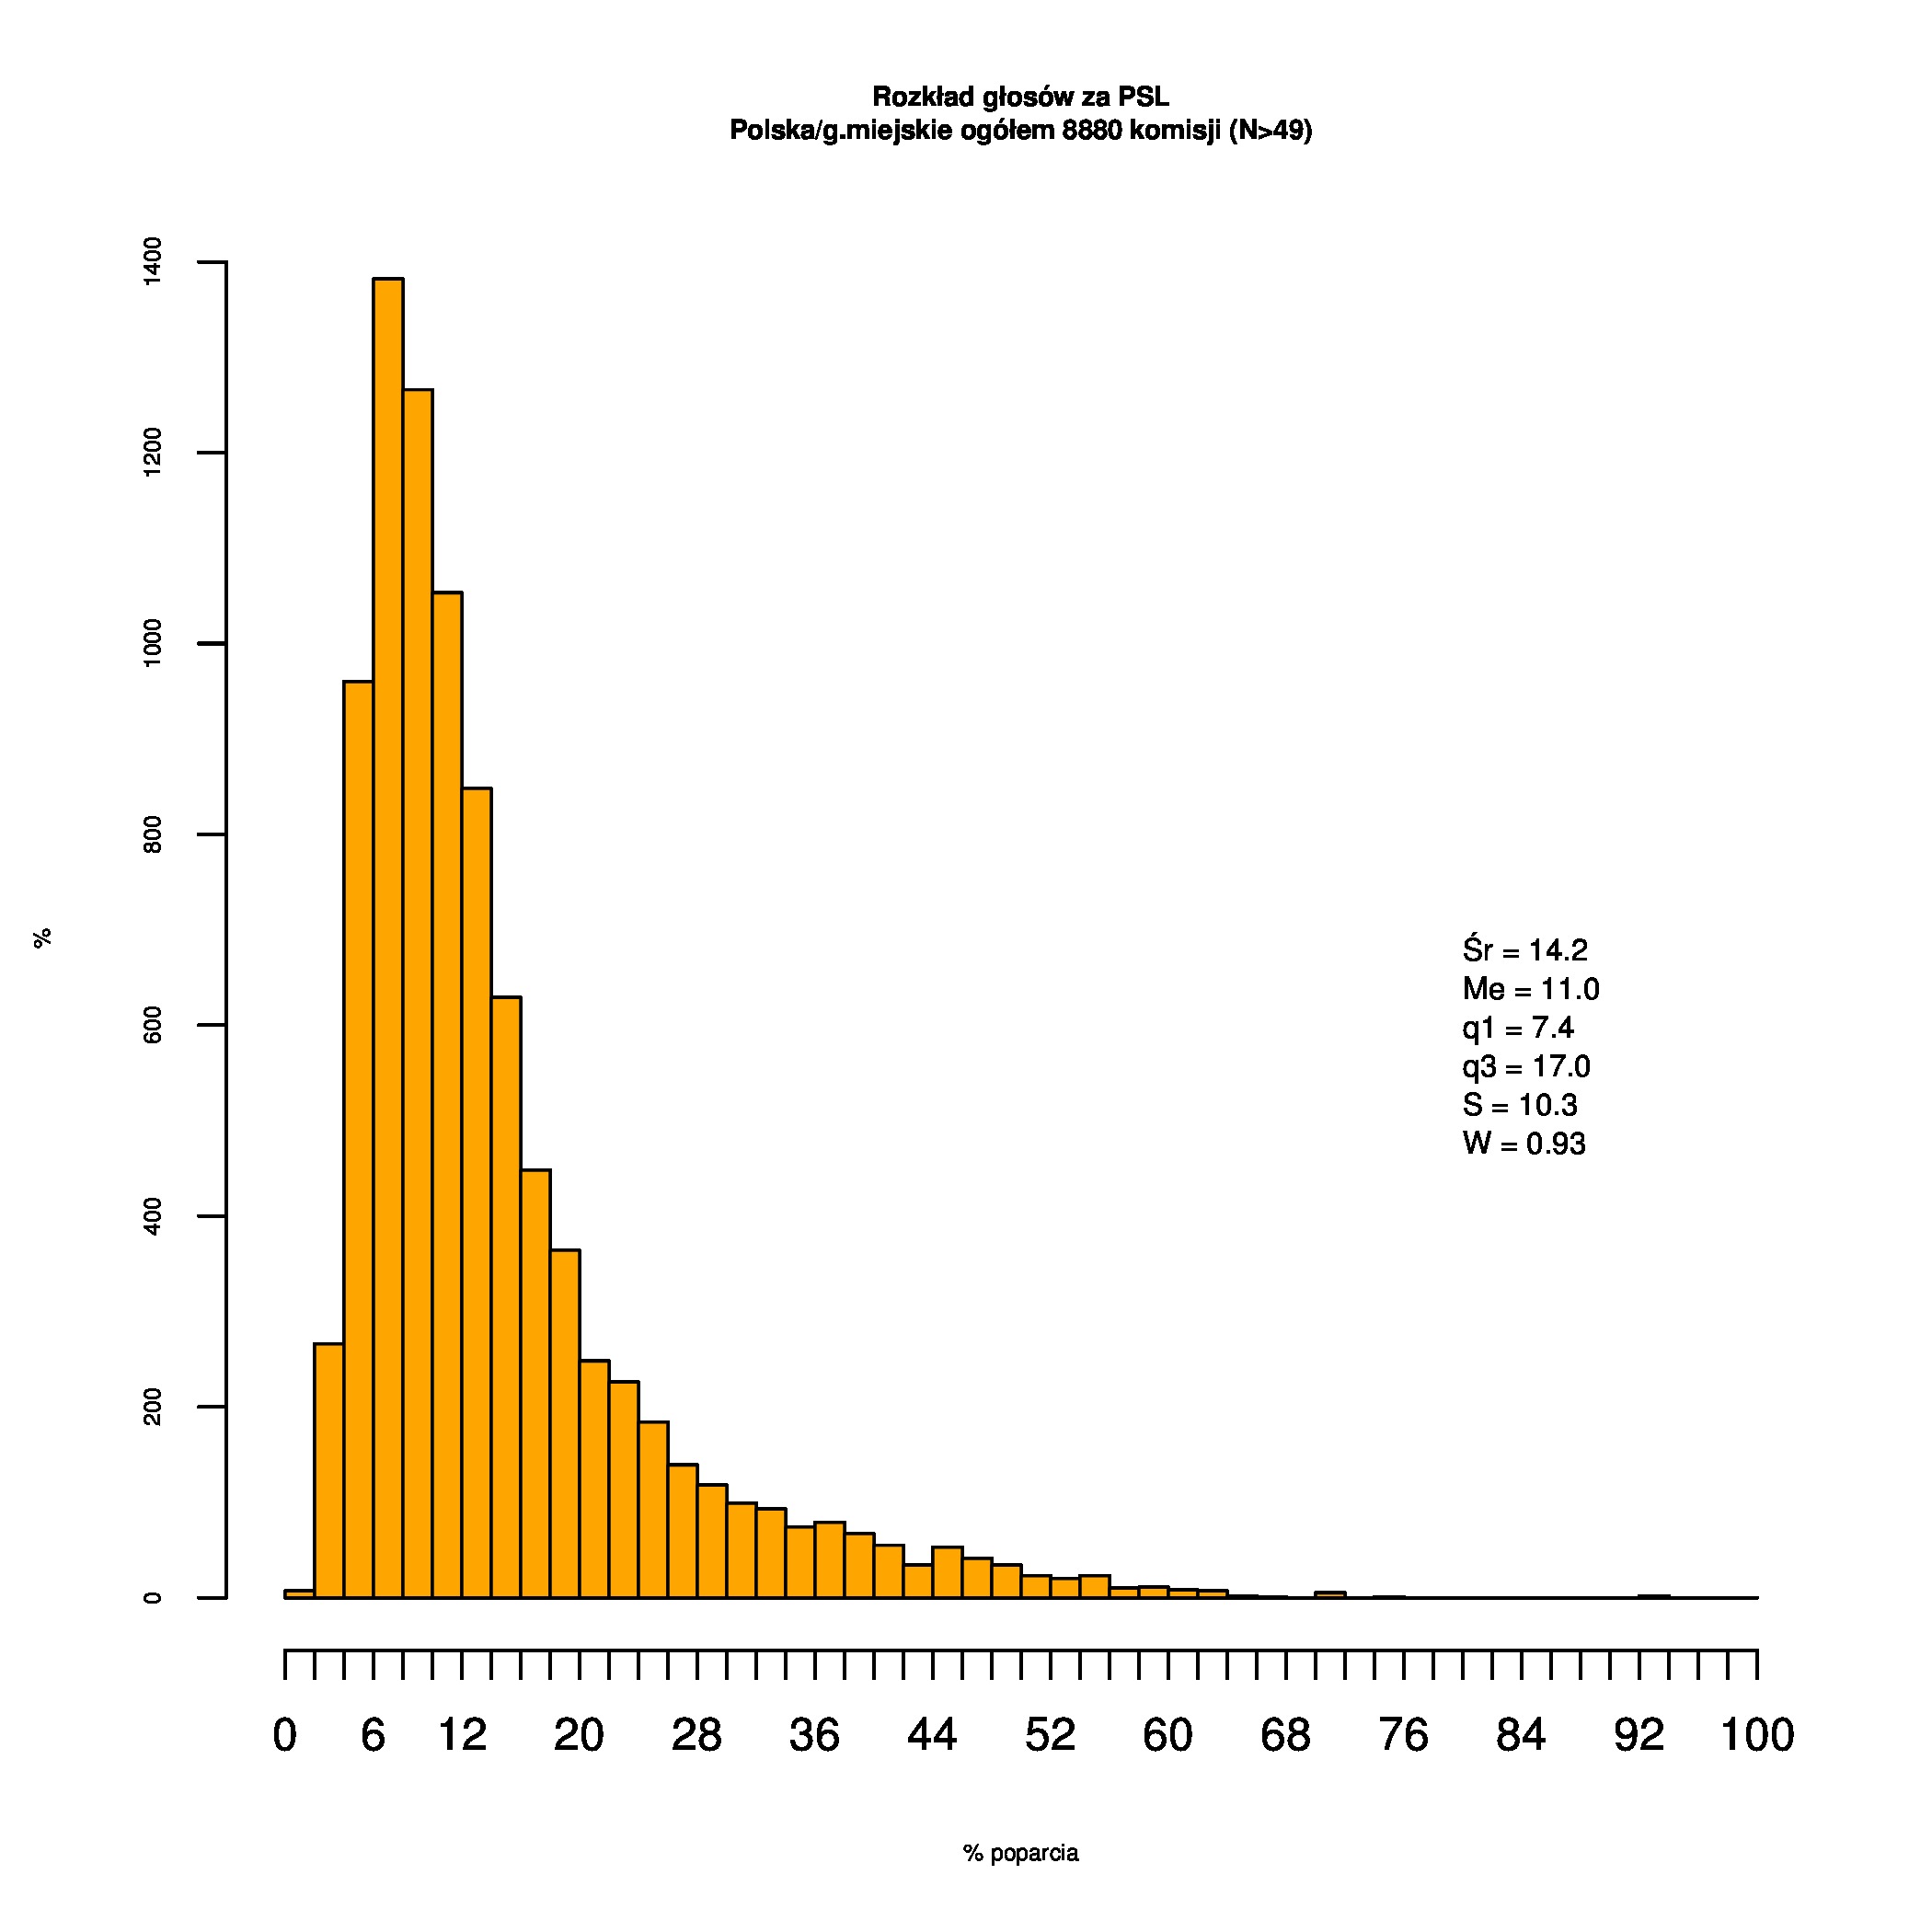 Rozkład głosów za PSL
Polska/g.miejskie ogółem 8880 komisji (N>49)
1400
1200
1000
800
600
400
200
0
%
Śr = 14.2
Me = 11.0
q1 = 7.4
q3 = 17.0
S = 10.3
W = 0.93
0 6 12 20 28 36 44 52 60 68 76 84 92 100
% poparcia